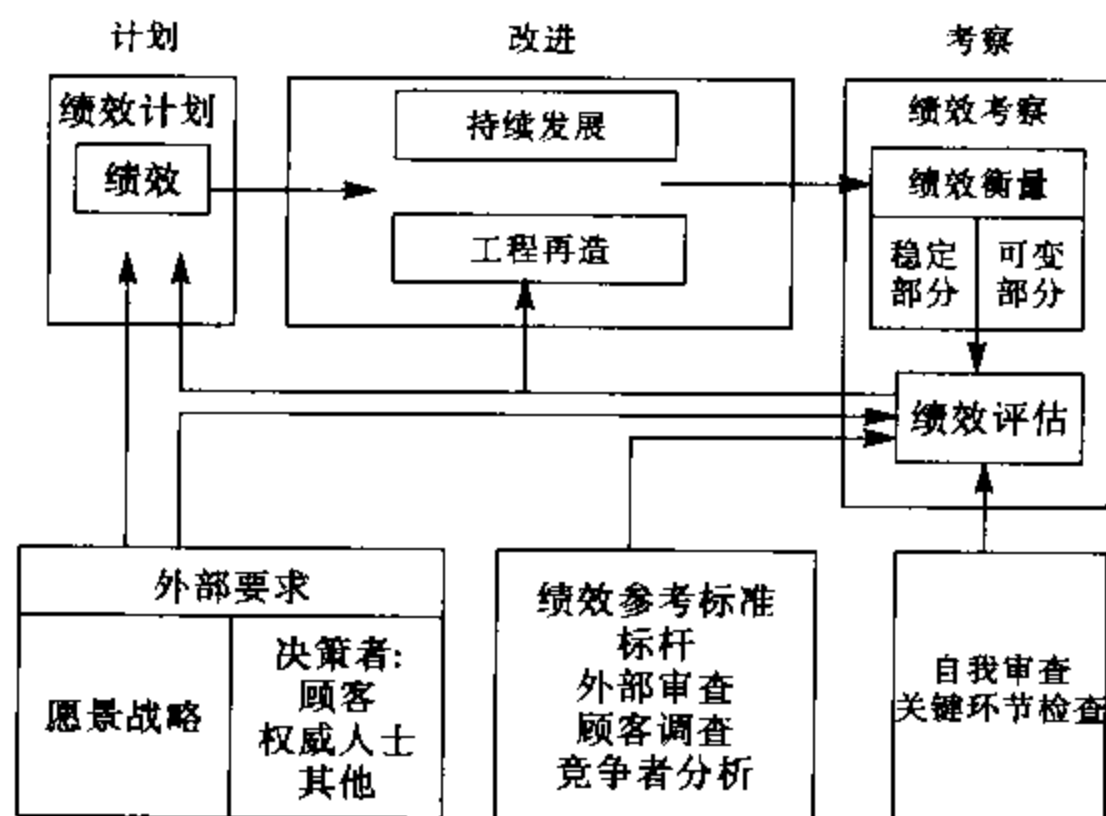 计划
改进
考察
绩效计划
绩效
持续发展
工程再造
绩效考察
绩效衡量
稳定
部分
可变
部分
绩效评估
外部要求
愿景战略
决策者:
顾客
权威人士
其他
绩效参考标准
标杆
外部审查
顾客调查
竞争者分析
自我审查
关键环节检查